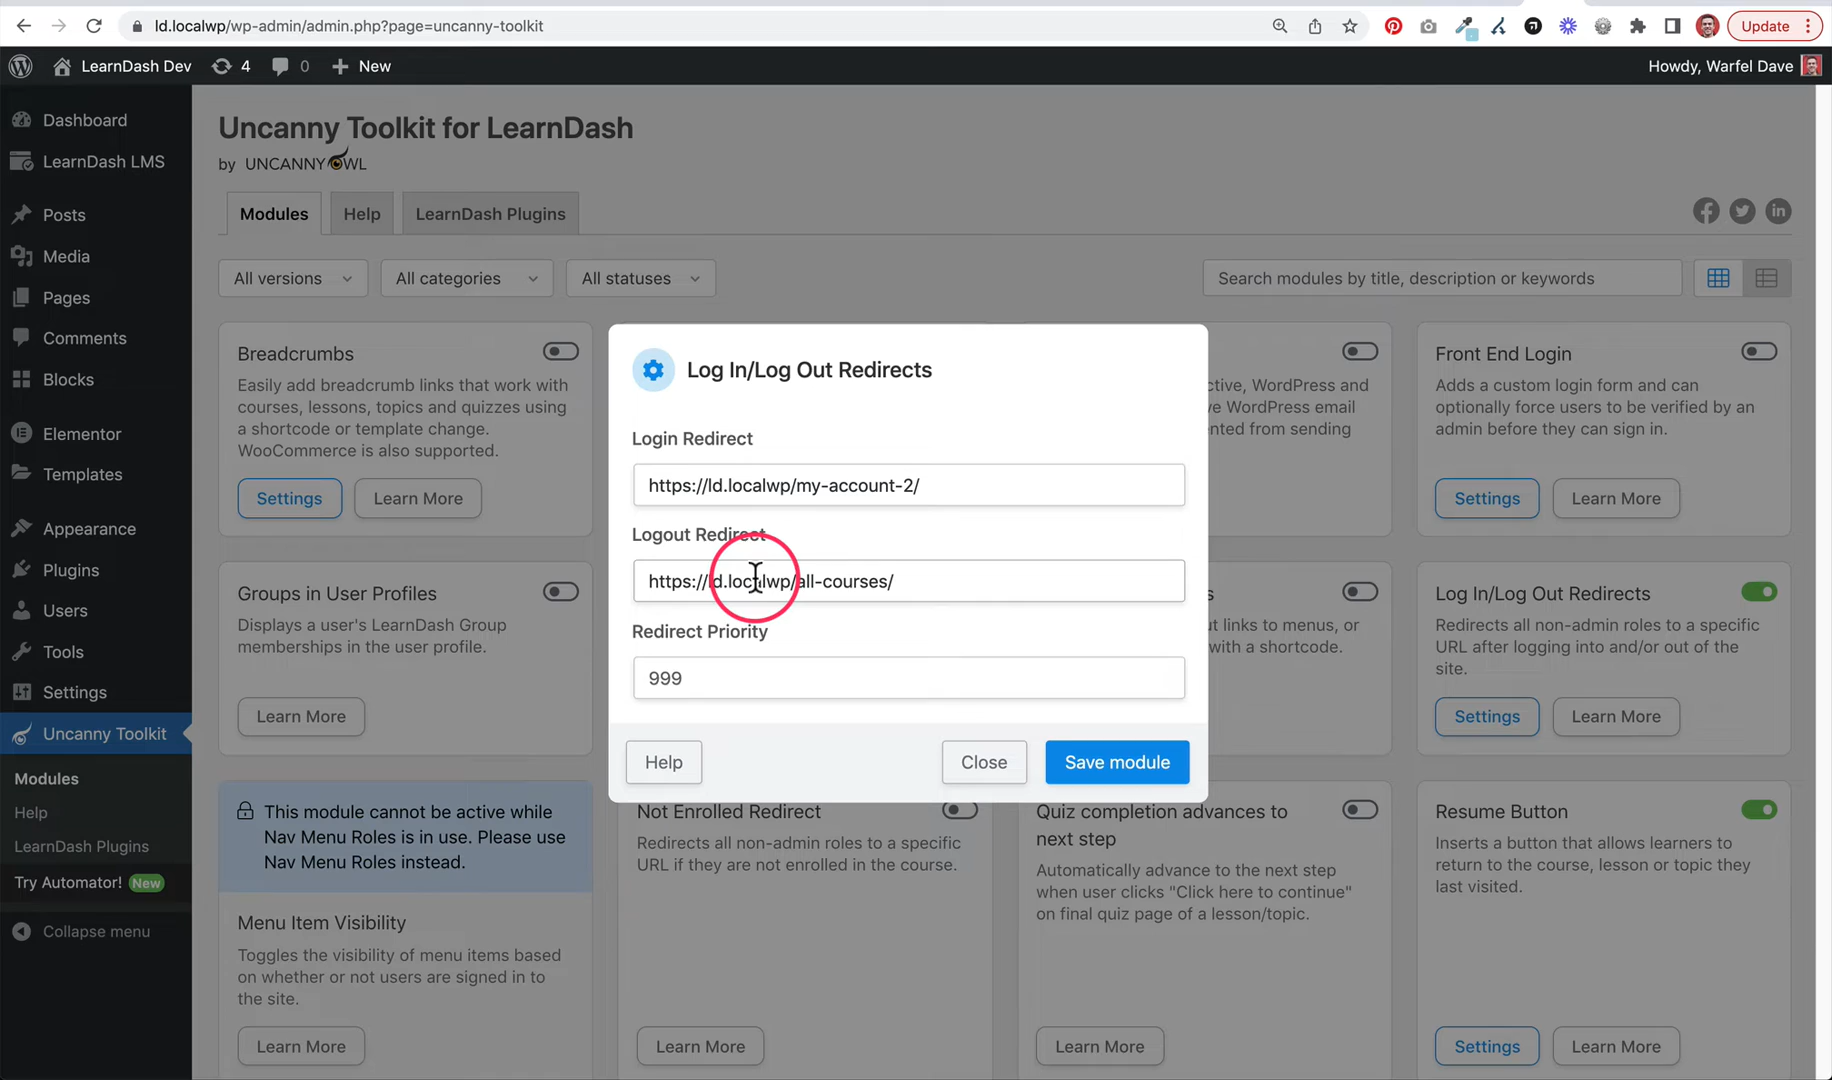 ld.localwp/wp-admin/admin.php?page=uncanny-toolkit
Update
LearnDash Dev
4
0
New
Howdy, Warfel Dave
Dashboard
LearnDash LMS
Posts
Media
Pages
Comments
Blocks
Elementor
Templates
Appearance
Plugins
Users
Tools
Settings
Uncanny Toolkit
Modules
Help
LearnDash Plugins
Try Automator! New
Collapse menu
Uncanny Toolkit for LearnDash
by UNCANNY OWL
Modules
Help
LearnDash Plugins
All versions
All categories
All statuses
Search modules by title, description or keywords
Breadcrumbs
Easily add breadcrumb links that work with
courses, lessons, topics and quizzes using
a shortcode or template change.
WooCommerce is also supported.
Settings
Learn More
ctive, WordPress and
ve WordPress email
ented from sending
Front End Login
Adds a custom login form and can
optionally force users to be verified by an
admin before they can sign in.
Settings
Learn More
Log In/Log Out Redirects
Login Redirect
https://ld.localwp/my-account-2/
Logout Redirect
https://ld.localwp/all-courses/
Redirect Priority
999
Help
Close
Save module
Groups in User Profiles
Displays a user's LearnDash Group
memberships in the user profile.
Learn More
s
ut links to menus, or
with a shortcode.
Log In/Log Out Redirects
Redirects all non-admin roles to a specific
URL after logging into and/or out of the
site.
Settings
Learn More
This module cannot be active while
Nav Menu Roles is in use. Please use
Nav Menu Roles instead.
Menu Item Visibility
Toggles the visibility of menu items based
on whether or not users are signed in to
the site.
Learn More
Not Enrolled Redirect
Redirects all non-admin roles to a specific
URL if they are not enrolled in the course.
Learn More
Quiz completion advances to
next step
Automatically advance to the next step
when user clicks "Click here to continue"
on final quiz page of a lesson/topic.
Learn More
Resume Button
Inserts a button that allows learners to
return to the course, lesson or topic they
last visited.
Settings
Learn More